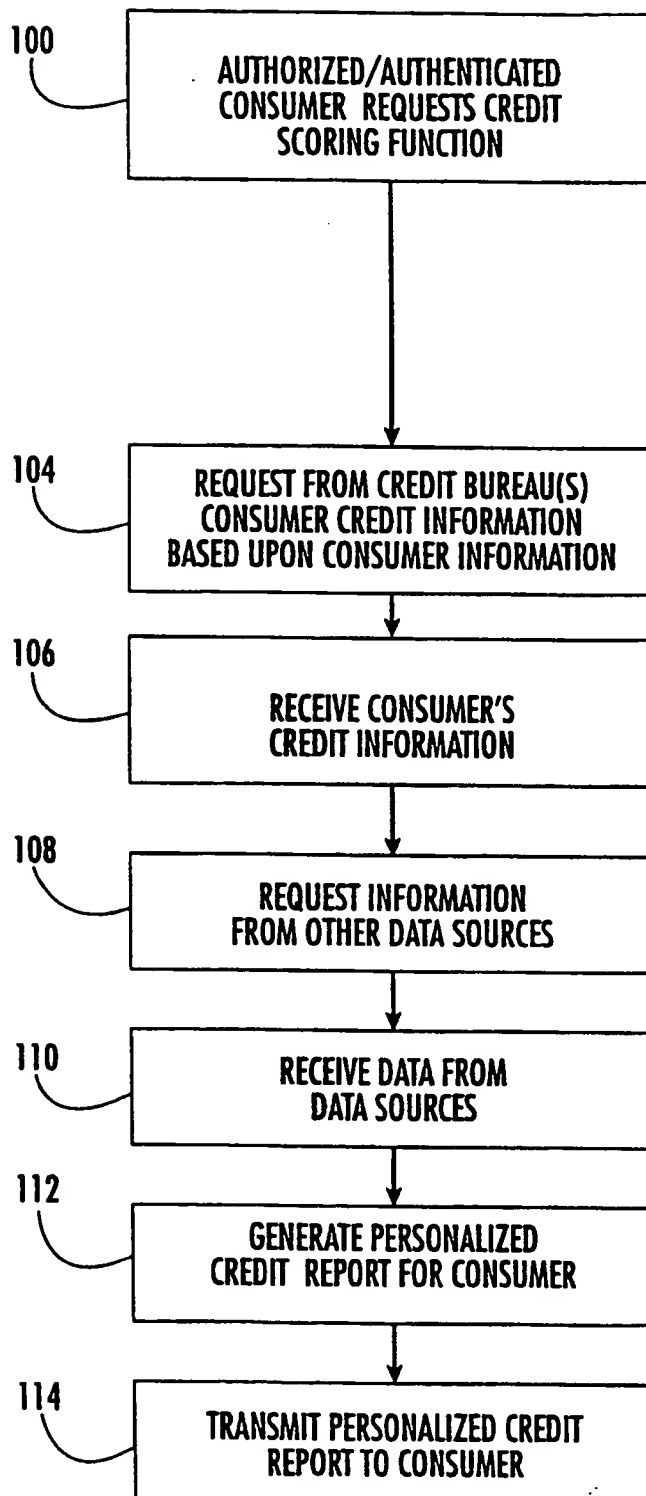 100
AUTHORIZED/AUTHENTICATED
CONSUMER REQUESTS CREDIT
SCORING FUNCTION
104
REQUEST FROM CREDIT BUREAU(S)
CONSUMER CREDIT INFORMATION
BASED UPON CONSUMER INFORMATION
106
RECEIVE CONSUMER'S
CREDIT INFORMATION
108
REQUEST INFORMATION
FROM OTHER DATA SOURCES
110
RECEIVE DATA FROM
DATA SOURCES
112
GENERATE PERSONALIZED
CREDIT REPORT FOR CONSUMER
114
TRANSMIT PERSONALIZED CREDIT
REPORT TO CONSUMER